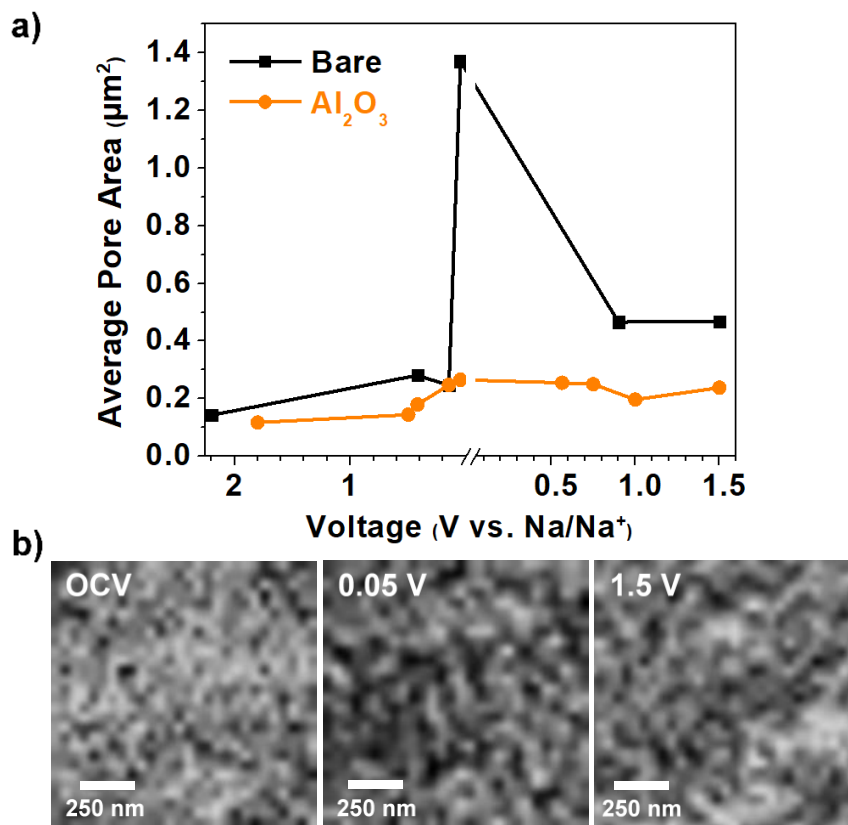 a)
Average Pore Area (µm²)
1.4
1.2
1.0
0.8
0.6
0.4
0.2
0.0
Bare
Al₂O₃
2 1 0.5 1.0 1.5
Voltage (V vs. Na/Na⁺)
b)
OCV 0.05 V 1.5 V
250 nm 250 nm 250 nm